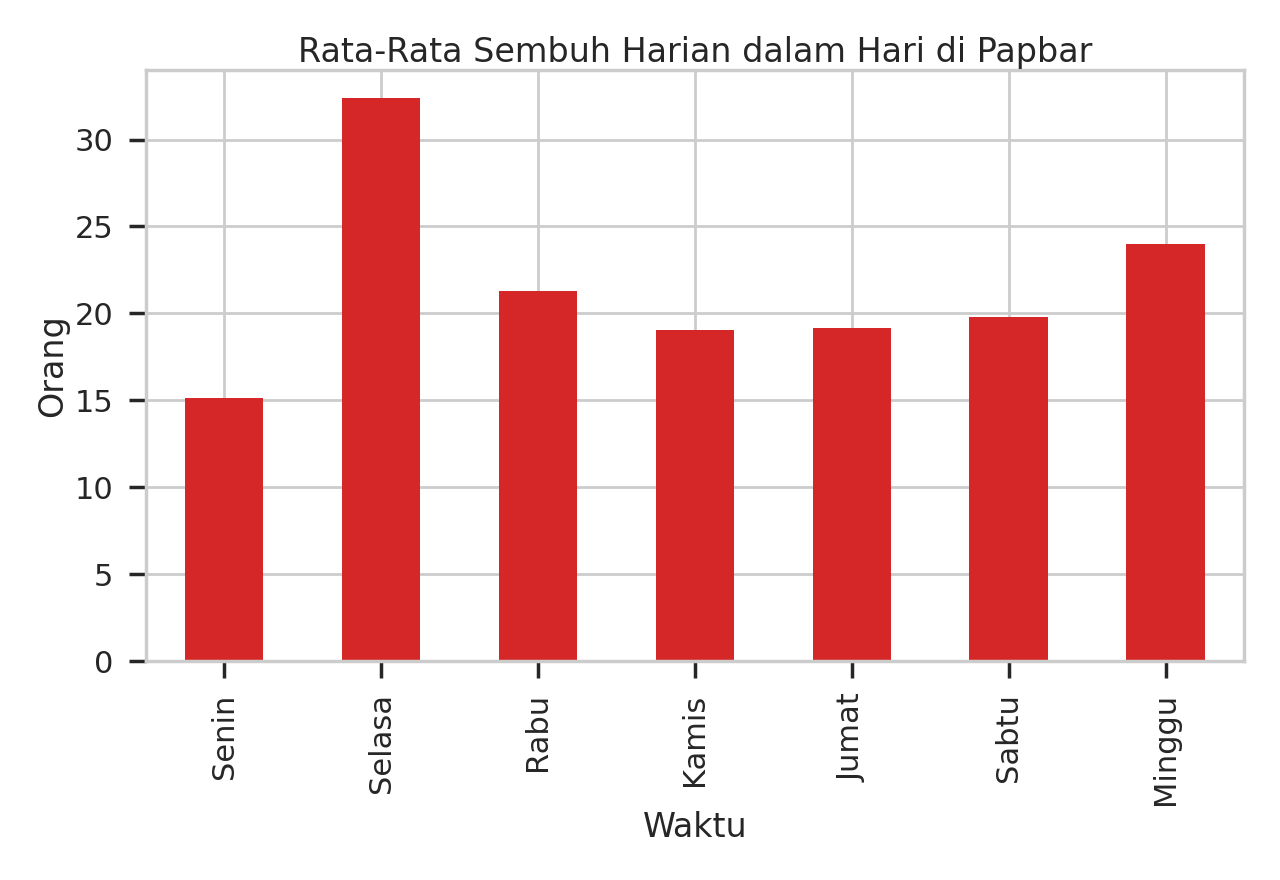 Rata-Rata Sembuh Harian dalam Hari di Papbar
Orang
30
25
20
15
10
5
0
Senin
Selasa
Rabu
Kamis
Jumat
Sabtu
Minggu
Waktu